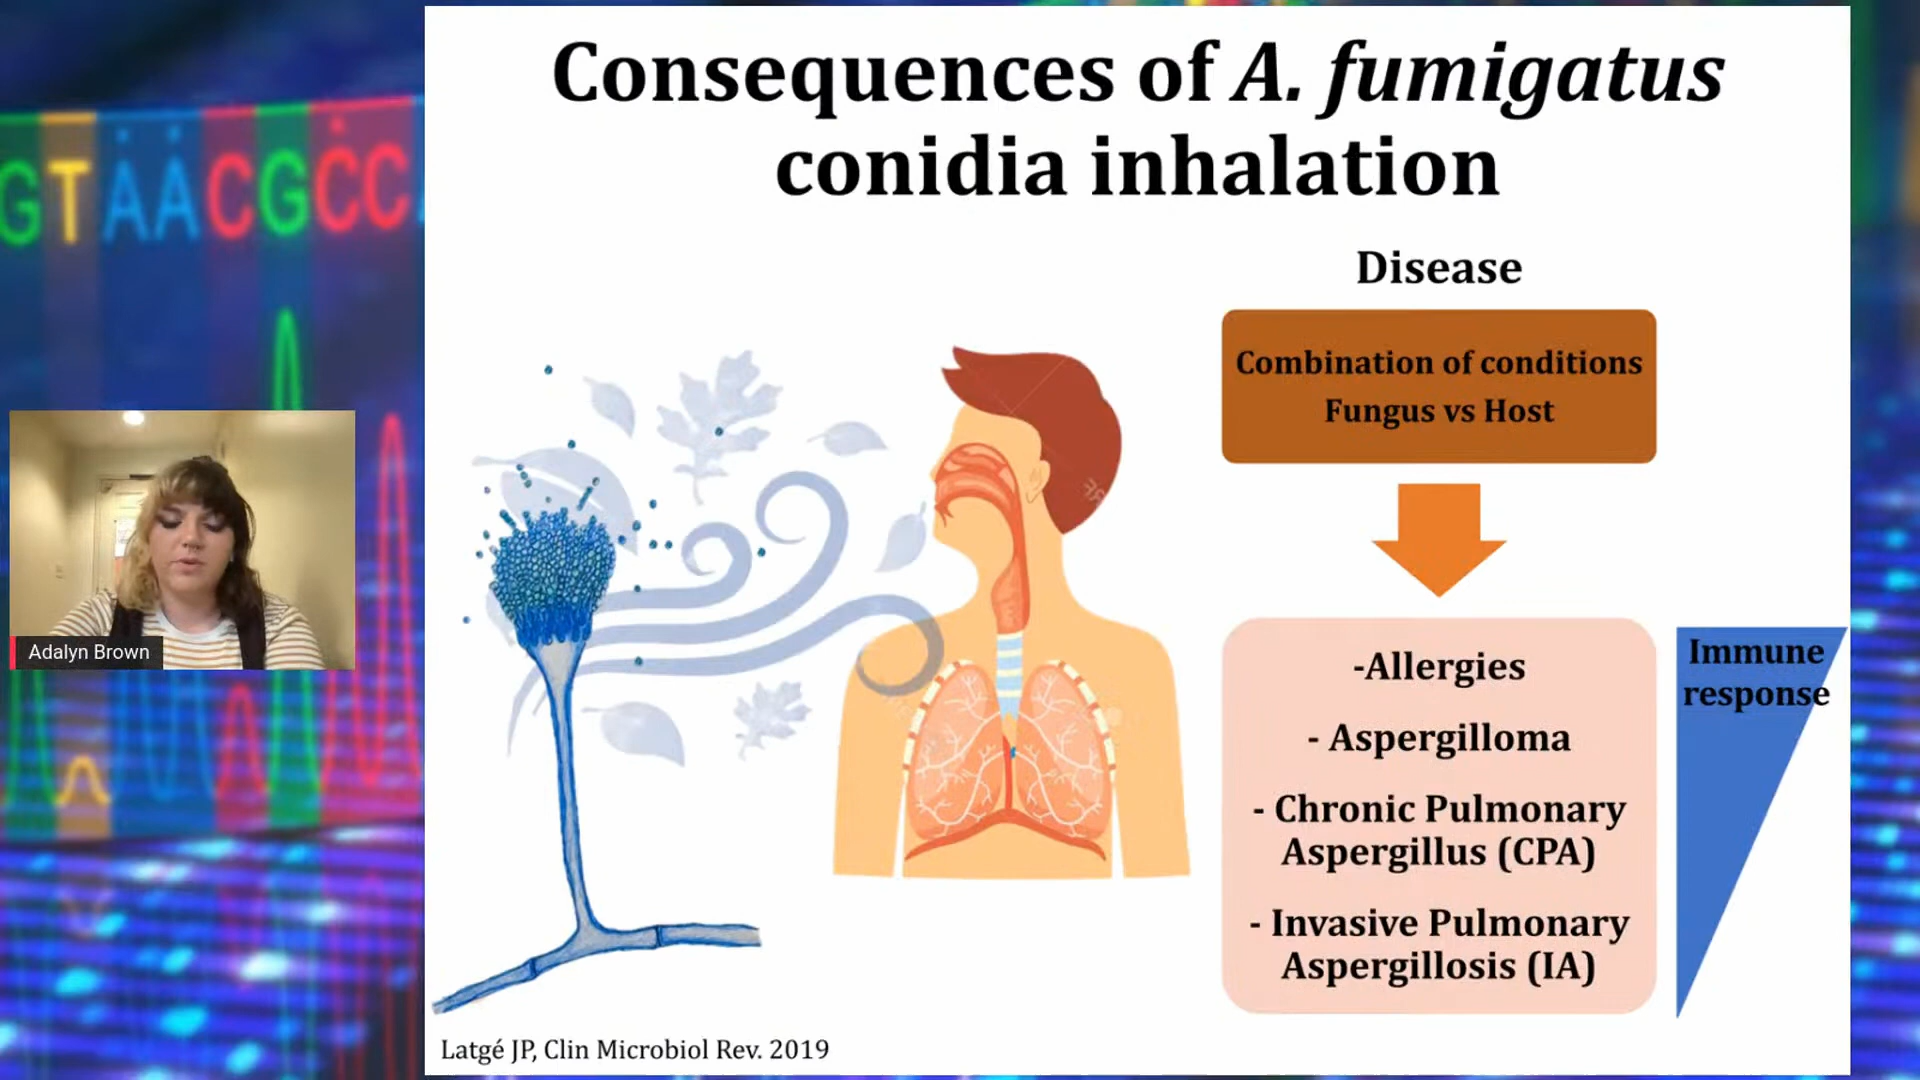 Consequences of A. fumigatus
conidia inhalation
Disease
Combination of conditions
Fungus vs Host
-Allergies
- Aspergilloma
- Chronic Pulmonary
Aspergillus (CPA)
- Invasive Pulmonary
Aspergillosis (IA)
Immune
response
Latgé JP, Clin Microbiol Rev. 2019
GTAACGCC
Adalyn Brown